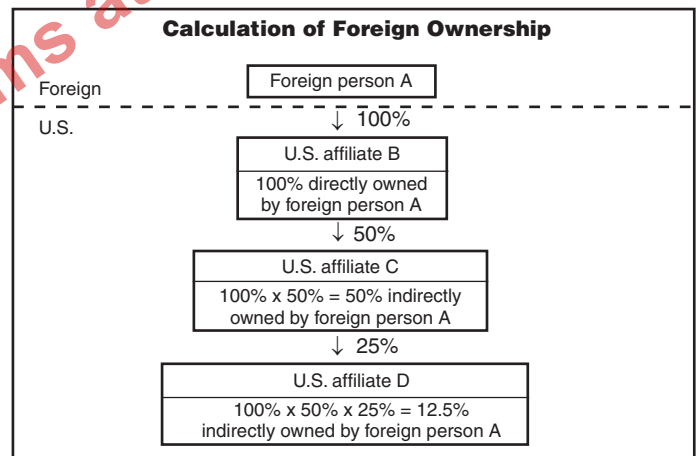 Calculation of Foreign Ownership
Foreign person A
Foreign
U.S.
↓ 100%
U.S. affiliate B
100% directly owned
by foreign person A
↓ 50%
U.S. affiliate C
100% x 50% = 50% indirectly
owned by foreign person A
↓ 25%
U.S. affiliate D
100% x 50% x 25% = 12.5%
indirectly owned by foreign person A